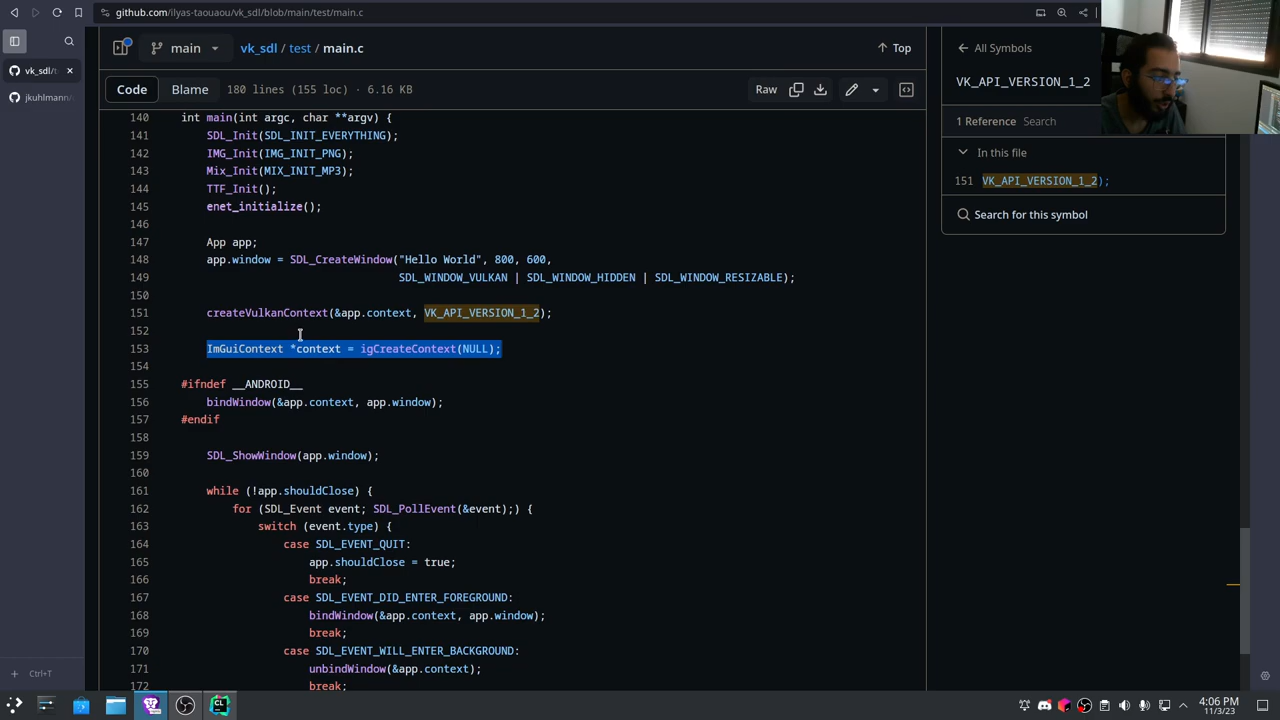 github.com/ilyas-taouaou/vk_sdl/blob/main/test/main.c
vk_sdl/t
jkuhlmann/
Ctrl+T
main
vk_sdl / test / main.c
Top
Code Blame 180 lines (155 loc) · 6.16 KB
Raw
All Symbols
VK_API_VERSION_1_2
1 Reference Search
In this file
151 VK_API_VERSION_1_2);
Search for this symbol
140 int main(int argc, char **argv) {
141 SDL_Init(SDL_INIT_EVERYTHING);
142 IMG_Init(IMG_INIT_PNG);
143 Mix_Init(MIX_INIT_MP3);
144 TTF_Init();
145 enet_initialize();
146
147 App app;
148 app.window = SDL_CreateWindow("Hello World", 800, 600,
149 SDL_WINDOW_VULKAN | SDL_WINDOW_HIDDEN | SDL_WINDOW_RESIZABLE);
150
151 createVulkanContext(&app.context, VK_API_VERSION_1_2);
152
153 ImGuiContext *context = igCreateContext(NULL);
154
155 #ifndef __ANDROID__
156 bindWindow(&app.context, app.window);
157 #endif
158
159 SDL_ShowWindow(app.window);
160
161 while (!app.shouldClose) {
162 for (SDL_Event event; SDL_PollEvent(&event);) {
163 switch (event.type) {
164 case SDL_EVENT_QUIT:
165 app.shouldClose = true;
166 break;
167 case SDL_EVENT_DID_ENTER_FOREGROUND:
168 bindWindow(&app.context, app.window);
169 break;
170 case SDL_EVENT_WILL_ENTER_BACKGROUND:
171 unbindWindow(&app.context);
172 break;
4:06 PM
11/3/23